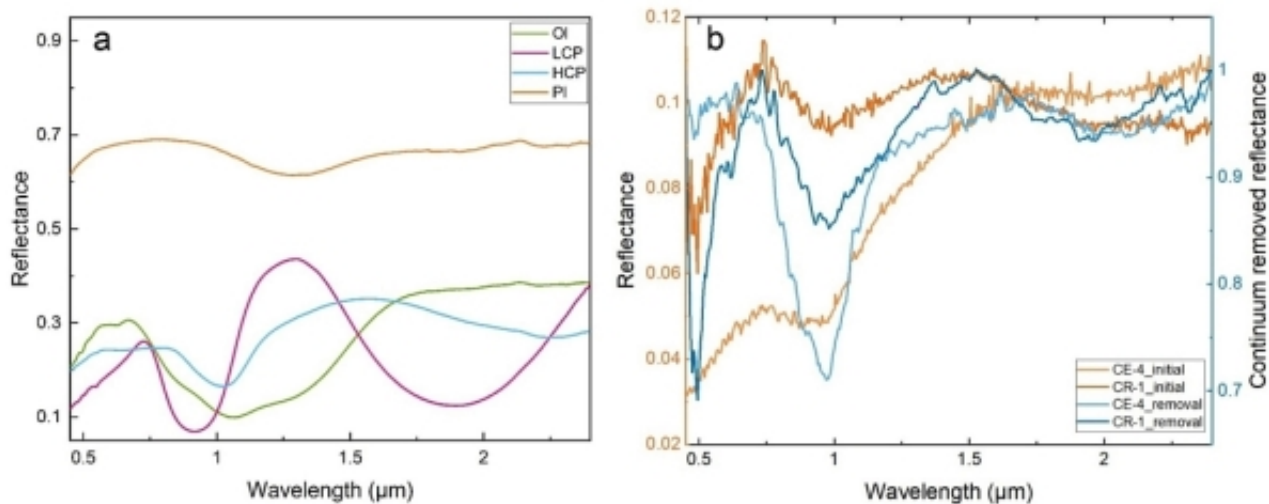 a
Ol
LCP
HCP
Pl
0.9
0.7
0.5
0.3
0.1
Reflectance
0.5
1
1.5
2
Wavelength (µm)
b
0.12
0.1
0.08
0.06
0.04
0.02
Reflectance
1
0.9
0.8
0.7
Continuum removed reflectance
CE-4_initial
CR-1_initial
CE-4_removal
CR-1_removal
0.5
1
1.5
2
Wavelength (µm)